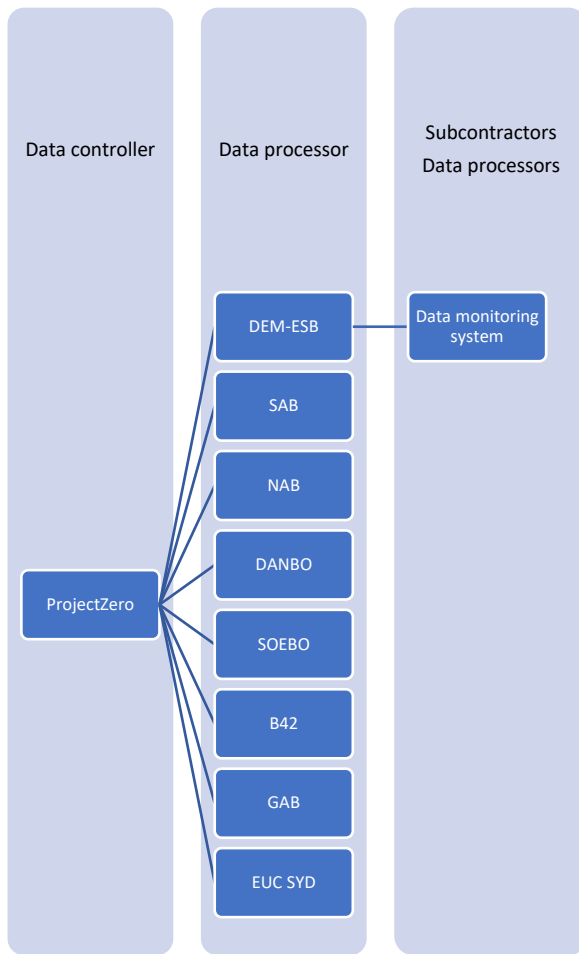 Data controller
Data processor
Subcontractors
Data processors
ProjectZero
DEM-ESB
SAB
NAB
DANBO
SOEBO
B42
GAB
EUC SYD
Data monitoring
system